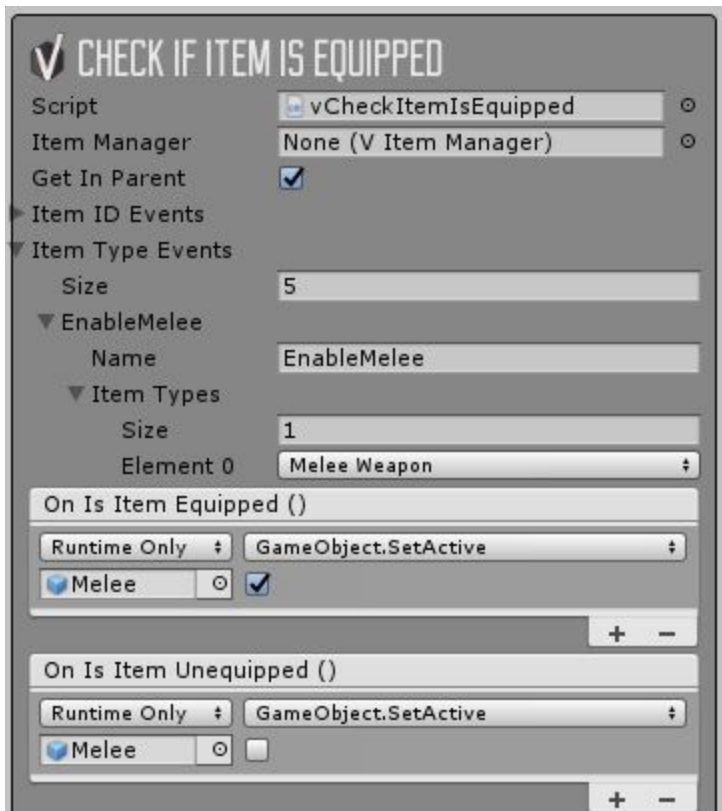 CHECK IF ITEM IS EQUIPPED
Script vCheckItemIsEquipped
Item Manager None (V Item Manager)
Get In Parent
Item ID Events
Item Type Events
Size 5
EnableMelee
Name EnableMelee
Item Types
Size 1
Element 0 Melee Weapon
On Is Item Equipped ()
Runtime Only GameObject.SetActive
Melee
+ −
On Is Item Unequipped ()
Runtime Only GameObject.SetActive
Melee
+ −